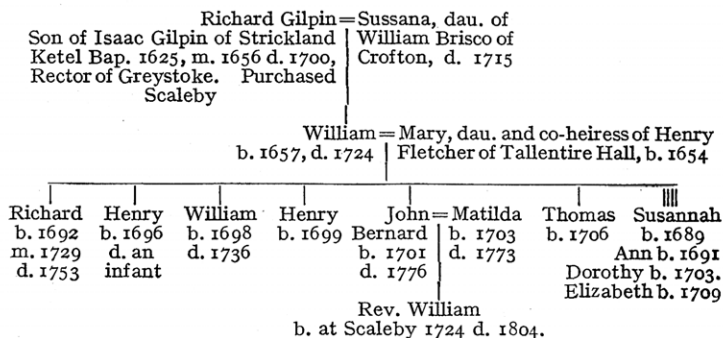 Richard Gilpin = Sussana, dau. of
Son of Isaac Gilpin of Strickland William Brisco of
Ketel Bap. 1625, m. 1656 d. 1700, Crofton, d. 1715
Rector of Greystoke. Purchased
Scaleby
William = Mary, dau. and co-heiress of Henry
b. 1657, d. 1724 Fletcher of Tallentire Hall, b. 1654
Richard Henry William Henry John = Matilda Thomas Susannah
b. 1692 b. 1696 b. 1698 b. 1699 Bernard b. 1703 b. 1706 b. 1689
m. 1729 d. an d. 1736 b. 1701 d. 1773 Ann b. 1691
d. 1753 infant d. 1776 Dorothy b. 1703.
Elizabeth b. 1709
Rev. William
b. at Scaleby 1724 d. 1804.